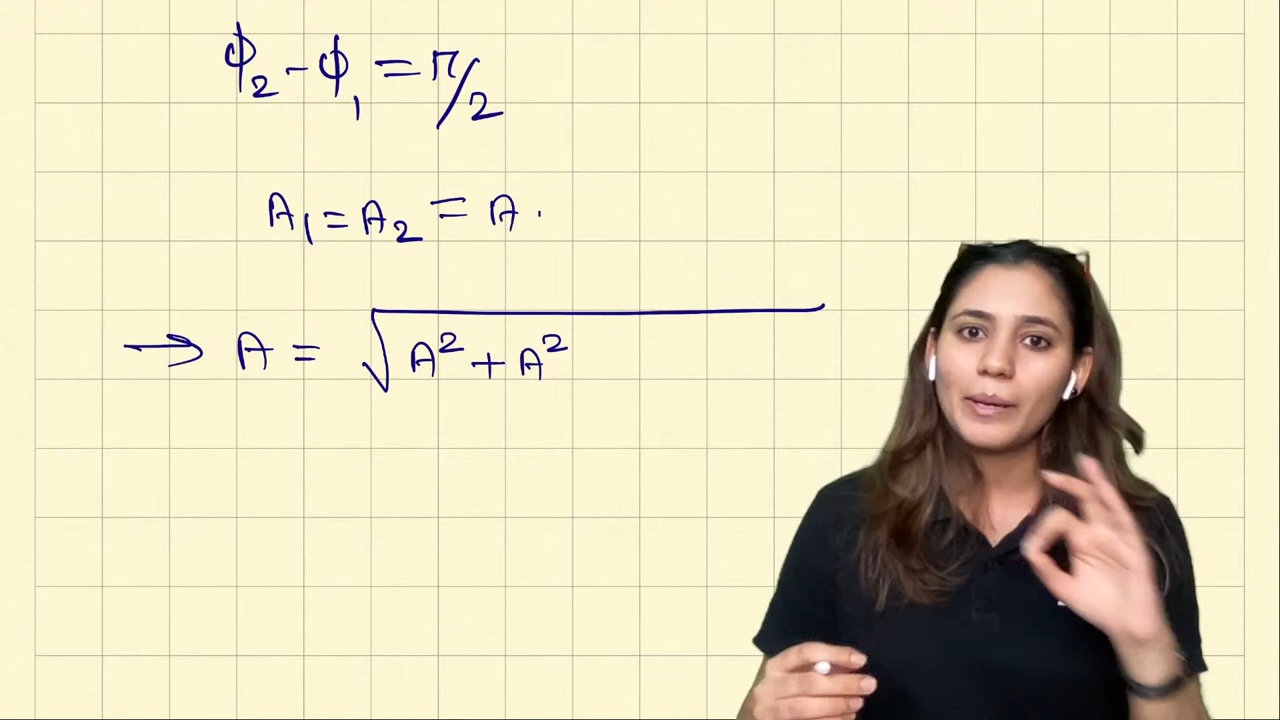 ϕ₂ - ϕ₁ = π/2
A₁ = A₂ = A .
→ A = √(A² + A²